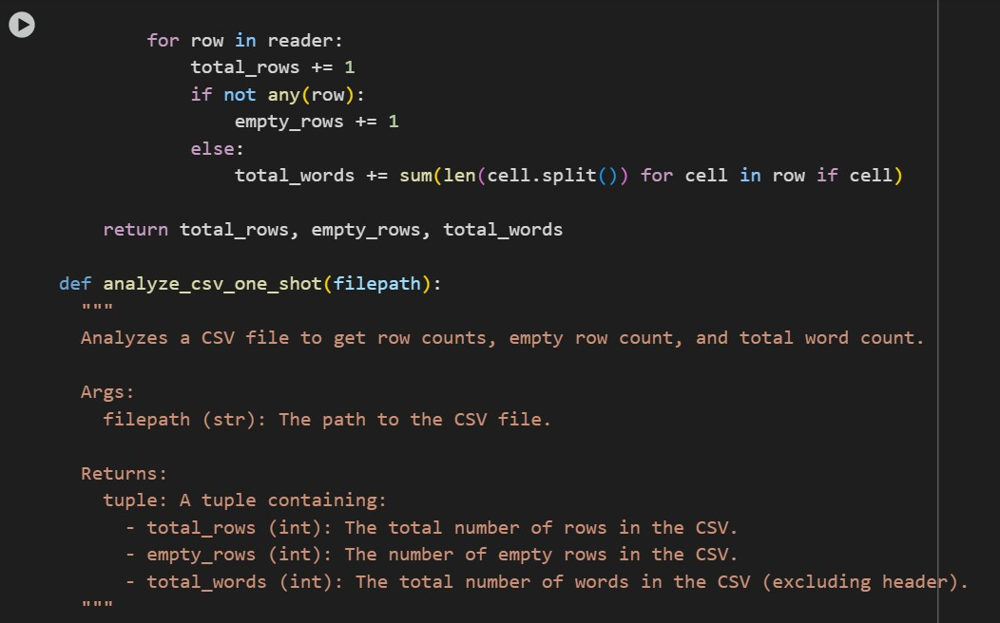 for row in reader:
total_rows += 1
if not any(row):
empty_rows += 1
else:
total_words += sum(len(cell.split()) for cell in row if cell)
return total_rows, empty_rows, total_words
def analyze_csv_one_shot(filepath):
"""
Analyzes a CSV file to get row counts, empty row count, and total word count.
Args:
filepath (str): The path to the CSV file.
Returns:
tuple: A tuple containing:
- total_rows (int): The total number of rows in the CSV.
- empty_rows (int): The number of empty rows in the CSV.
- total_words (int): The total number of words in the CSV (excluding header).
"""